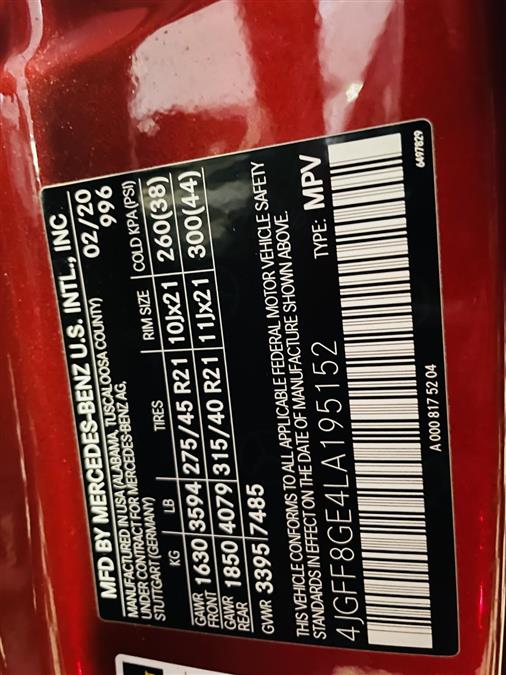 MFD BY MERCEDES-BENZ U.S. INTL., INC
MANUFACTURED IN USA (ALABAMA, TUSCALOOSA COUNTY)
UNDER CONTRACT FOR MERCEDES-BENZ AG,
STUTTGART (GERMANY)
02/20
996
KG LB TIRES RIM SIZE COLD KPA (PSI)
GAWR FRONT 1630 3594 275/45 R21 10Jx21 260(38)
GAWR REAR 1850 4079 315/40 R21 11Jx21 300(44)
GVWR 3395 7485
THIS VEHICLE CONFORMS TO ALL APPLICABLE FEDERAL MOTOR VEHICLE SAFETY
STANDARDS IN EFFECT ON THE DATE OF MANUFACTURE SHOWN ABOVE.
4JGFF8GE4LA195152 TYPE: MPV
A 000 817 52 04
6497829